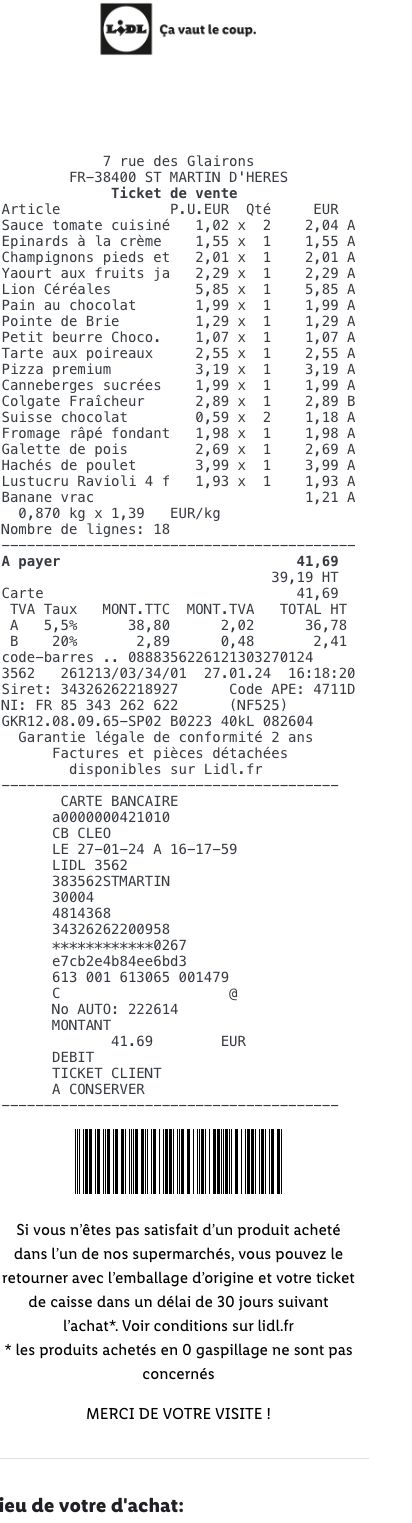 LIDL Ça vaut le coup.
7 rue des Glairons
FR-38400 ST MARTIN D'HERES
Ticket de vente
Article P.U.EUR Qté EUR
Sauce tomate cuisiné 1,02 x 2 2,04 A
Epinards à la crème 1,55 x 1 1,55 A
Champignons pieds et 2,01 x 1 2,01 A
Yaourt aux fruits ja 2,29 x 1 2,29 A
Lion Céréales 5,85 x 1 5,85 A
Pain au chocolat 1,99 x 1 1,99 A
Pointe de Brie 1,29 x 1 1,29 A
Petit beurre Choco. 1,07 x 1 1,07 A
Tarte aux poireaux 2,55 x 1 2,55 A
Pizza premium 3,19 x 1 3,19 A
Canneberges sucrées 1,99 x 1 1,99 A
Colgate Fraîcheur 2,89 x 1 2,89 B
Suisse chocolat 0,59 x 2 1,18 A
Fromage râpé fondant 1,98 x 1 1,98 A
Galette de pois 2,69 x 1 2,69 A
Hachés de poulet 3,99 x 1 3,99 A
Lustucru Ravioli 4 f 1,93 x 1 1,93 A
Banane vrac 1,21 A
0,870 kg x 1,39 EUR/kg
Nombre de lignes: 18
A payer 41,69
39,19 HT
Carte 41,69
TVA Taux MONT.TTC MONT.TVA TOTAL HT
A 5,5% 38,80 2,02 36,78
B 20% 2,89 0,48 2,41
code-barres .. 0888356226121303270124
3562 261213/03/34/01 27.01.24 16:18:20
Siret: 34326262218927 Code APE: 4711D
NI: FR 85 343 262 622 (NF525)
GKR12.08.09.65-SP02 B0223 40kL 082604
Garantie légale de conformité 2 ans
Factures et pièces détachées
disponibles sur Lidl.fr
CARTE BANCAIRE
a0000000421010
CB CLEO
LE 27-01-24 A 16-17-59
LIDL 3562
383562STMARTIN
30004
4814368
34326262200958
************0267
e7cb2e4b84ee6bd3
613 001 613065 001479
C @
No AUTO: 222614
MONTANT
41.69 EUR
DEBIT
TICKET CLIENT
A CONSERVER
Si vous n'êtes pas satisfait d'un produit acheté
dans l'un de nos supermarchés, vous pouvez le
retourner avec l'emballage d'origine et votre ticket
de caisse dans un délai de 30 jours suivant
l'achat*. Voir conditions sur lidl.fr
* les produits achetés en 0 gaspillage ne sont pas
concernés
MERCI DE VOTRE VISITE !
ieu de votre d'achat: